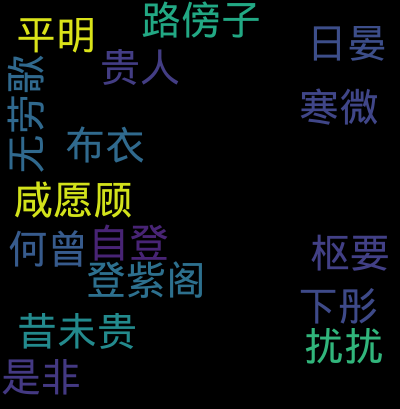 平明
路傍子
日晏
贵人
无劳歌
寒微
布衣
咸愿顾
何曾
自登
枢要
登紫阁
下彤
昔未贵
扰扰
是非